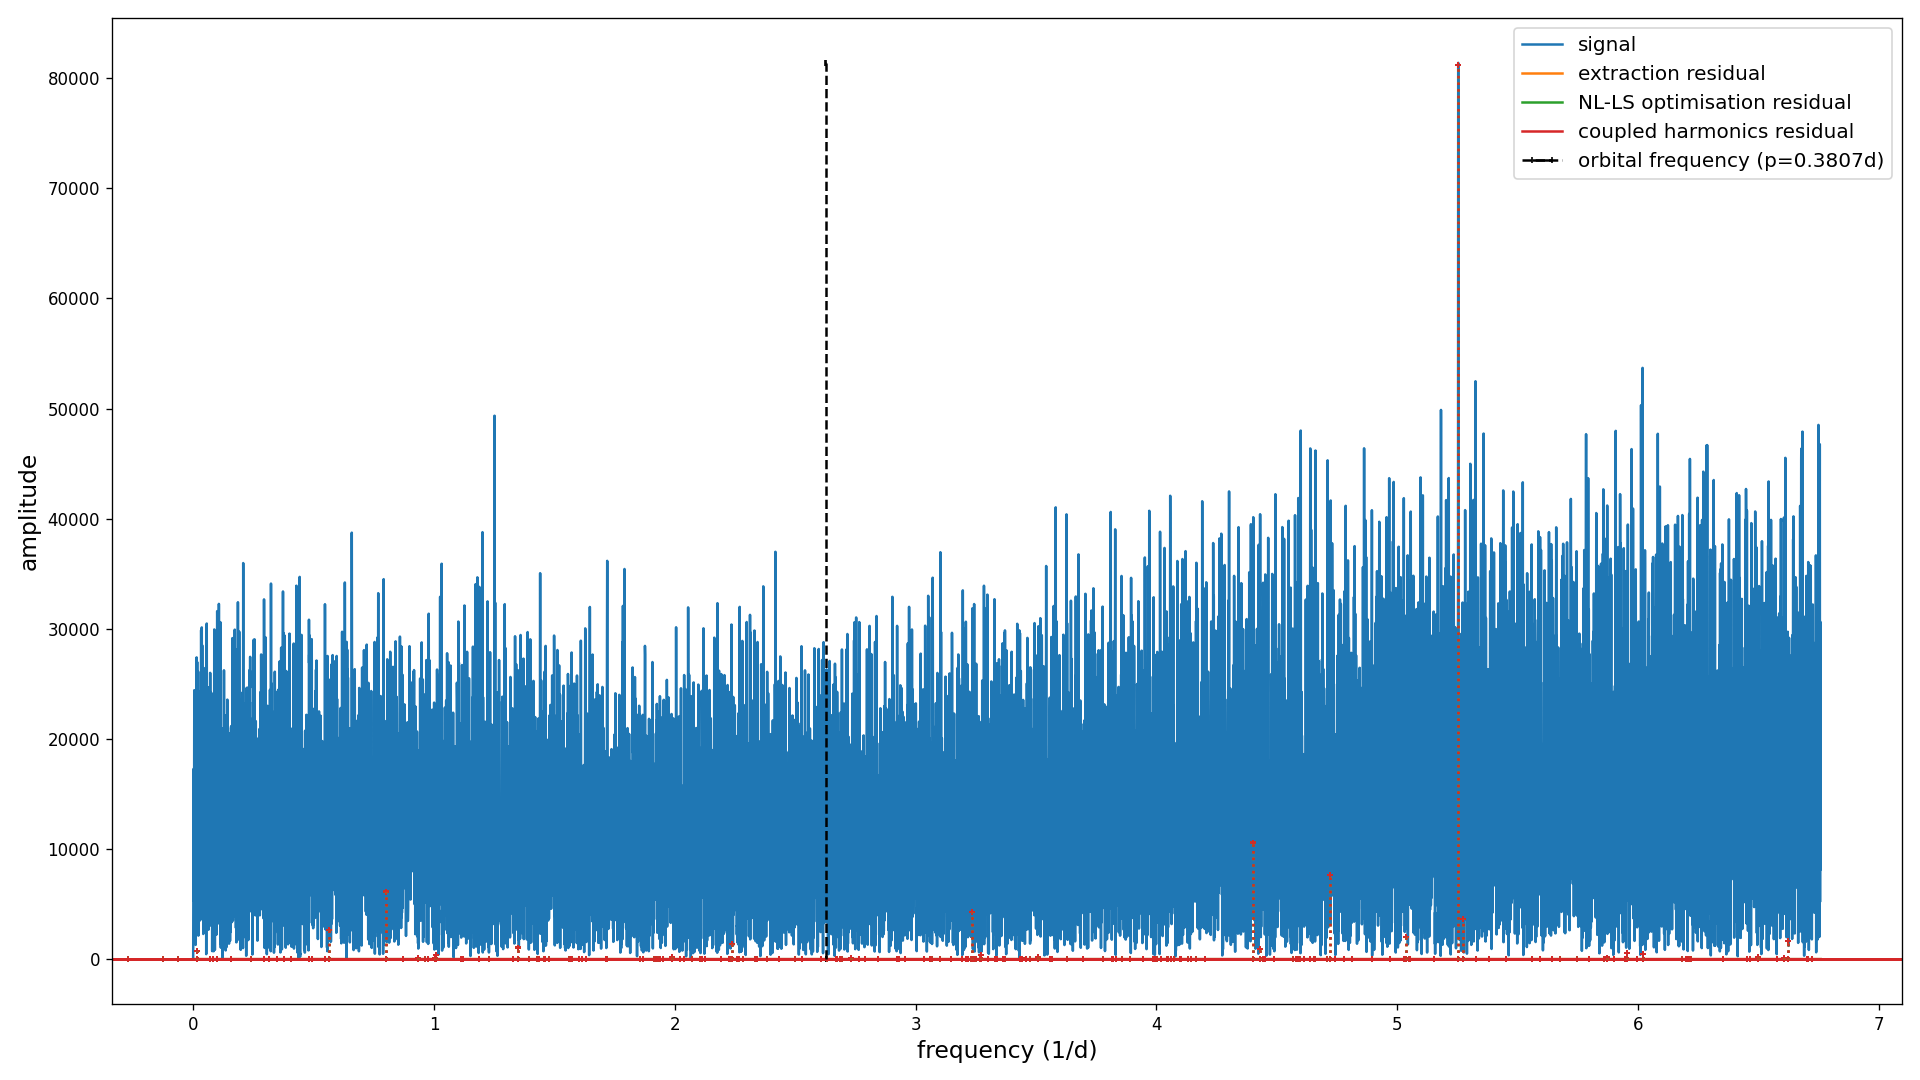 signal
extraction residual
NL-LS optimisation residual
coupled harmonics residual
orbital frequency (p=0.3807d)
amplitude
80000
70000
60000
50000
40000
30000
20000
10000
0
0 1 2 3 4 5 6 7
frequency (1/d)